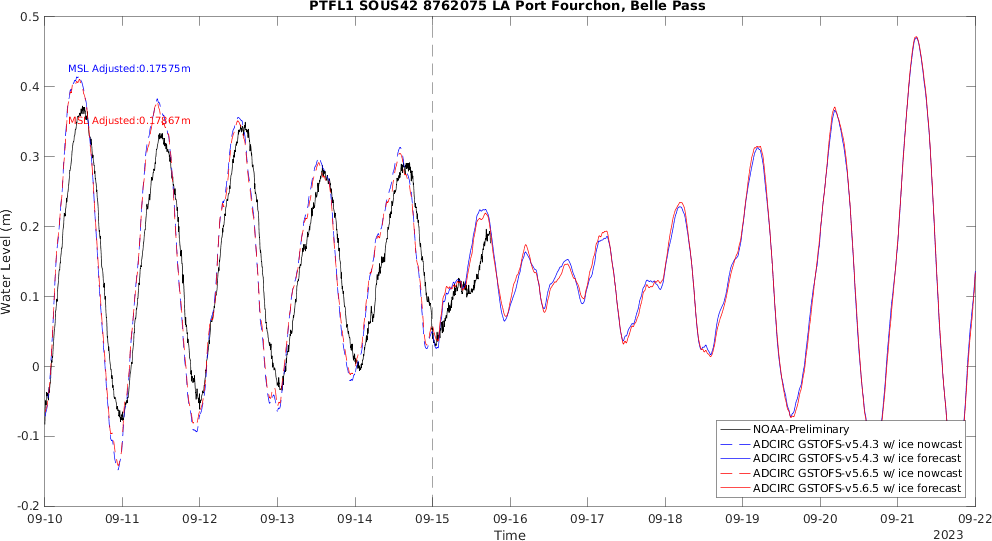 PTFL1 SOUS42 8762075 LA Port Fourchon, Belle Pass
0.5
0.4
0.3
0.2
0.1
0
-0.1
-0.2
Water Level (m)
MSL Adjusted:0.17575m
MSL Adjusted:0.17867m
NOAA-Preliminary
ADCIRC GSTOFS-v5.4.3 w/ ice nowcast
ADCIRC GSTOFS-v5.4.3 w/ ice forecast
ADCIRC GSTOFS-v5.6.5 w/ ice nowcast
ADCIRC GSTOFS-v5.6.5 w/ ice forecast
09-10 09-11 09-12 09-13 09-14 09-15 09-16 09-17 09-18 09-19 09-20 09-21 09-22
Time
2023